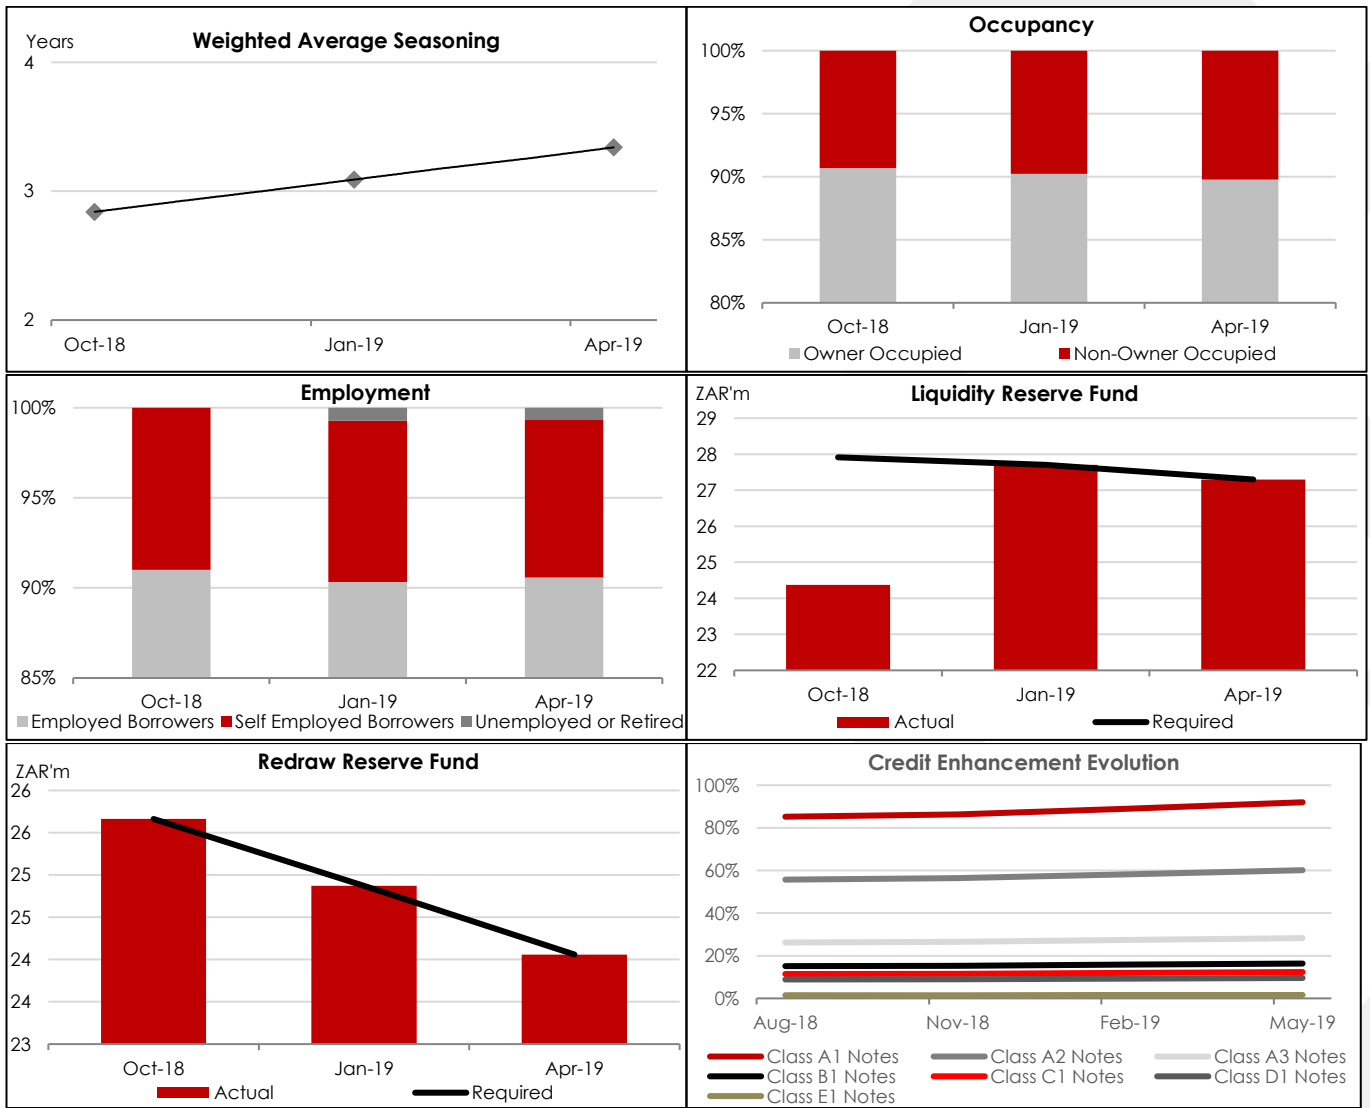 Weighted Average Seasoning
Years
4
3
2
Oct-18 Jan-19 Apr-19
Occupancy
100%
95%
90%
85%
80%
Oct-18 Jan-19 Apr-19
Owner Occupied Non-Owner Occupied
Employment
100%
95%
90%
85%
Oct-18 Jan-19 Apr-19
Employed Borrowers Self Employed Borrowers Unemployed or Retired
Liquidity Reserve Fund
ZAR'm
29
28
27
26
25
24
23
22
Oct-18 Jan-19 Apr-19
Actual Required
Redraw Reserve Fund
ZAR'm
26
26
25
25
24
24
23
Oct-18 Jan-19 Apr-19
Actual Required
Credit Enhancement Evolution
100%
80%
60%
40%
20%
0%
Aug-18 Nov-18 Feb-19 May-19
Class A1 Notes Class A2 Notes Class A3 Notes
Class B1 Notes Class C1 Notes Class D1 Notes
Class E1 Notes